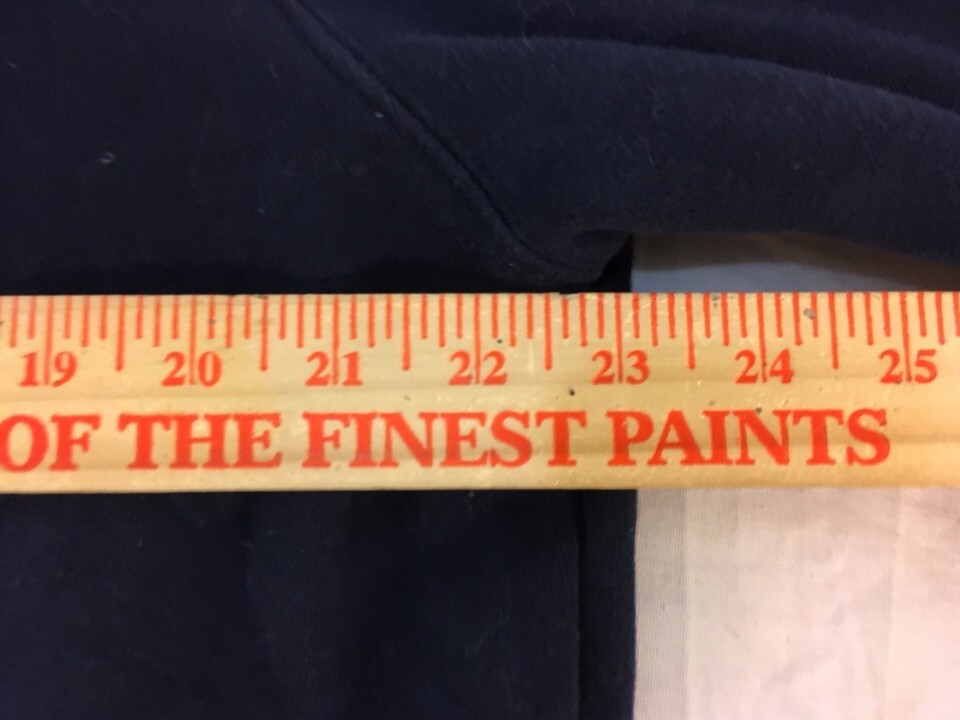 19 20 21 22 23 24 25
OF THE FINEST PAINTS